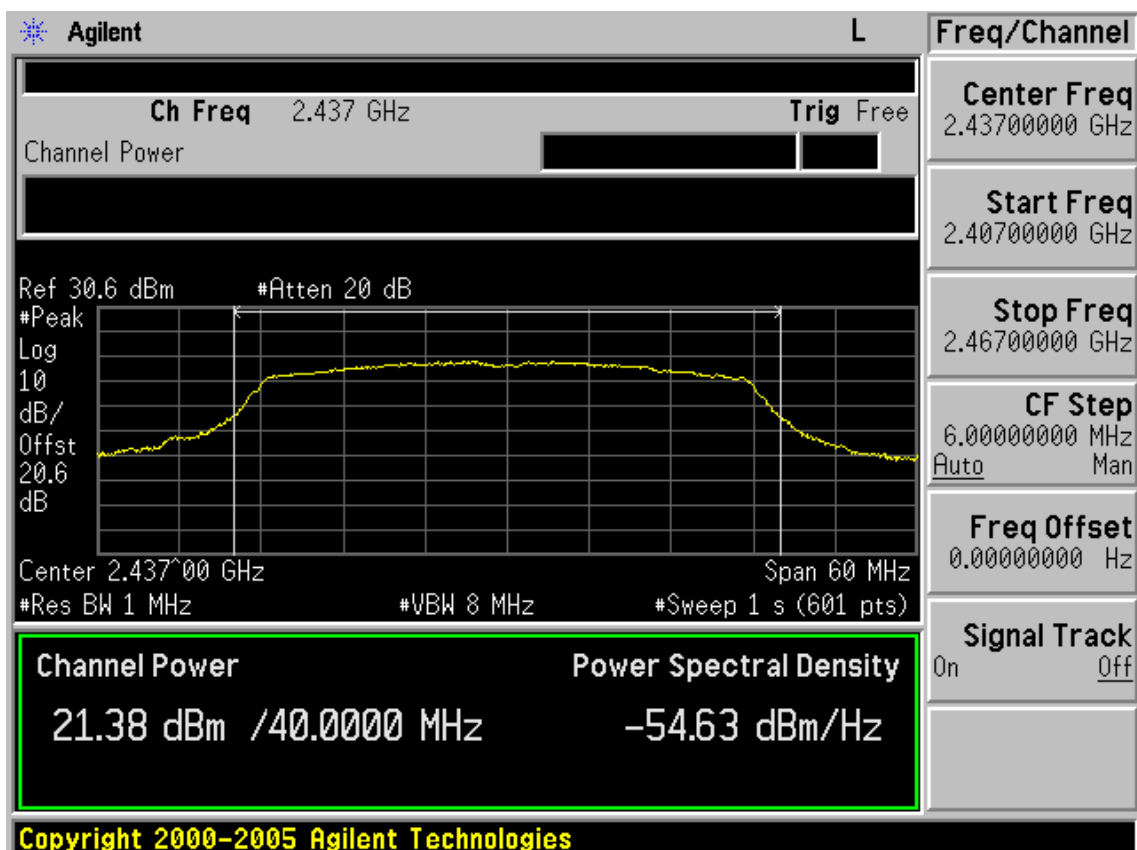 Agilent L
Freq/Channel
Ch Freq 2.437 GHz Trig Free
Channel Power
Center Freq
2.43700000 GHz
Start Freq
2.40700000 GHz
Stop Freq
2.46700000 GHz
CF Step
6.00000000 MHz
Auto Man
Freq Offset
0.00000000 Hz
Signal Track
On Off
Ref 30.6 dBm #Atten 20 dB
#Peak
Log
10
dB/
Offst
20.6
dB
Center 2.437^00 GHz Span 60 MHz
#Res BW 1 MHz #VBW 8 MHz #Sweep 1 s (601 pts)
Channel Power Power Spectral Density
21.38 dBm /40.0000 MHz -54.63 dBm/Hz
Copyright 2000-2005 Agilent Technologies